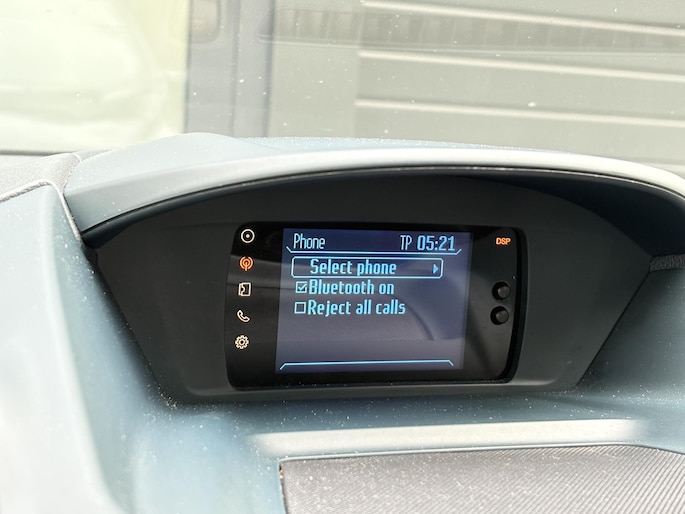 Phone TP 05:21 DSP
Select phone
Bluetooth on
Reject all calls